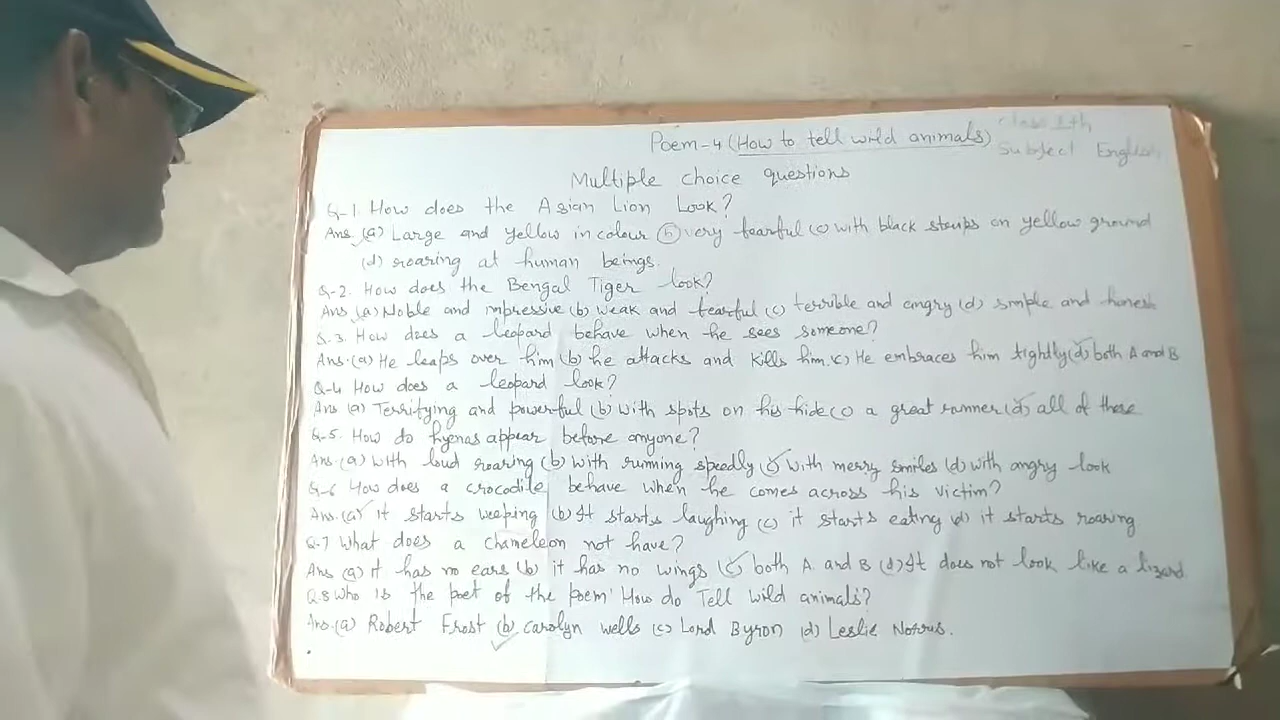 Poem-4 (How to tell wild animals)
Class 10th
Subject English
Multiple choice questions
Q-1. How does the Asian Lion Look?
Ans. (a) Large and yellow in colour (b) very fearful (c) with black steups on yellow ground
(d) roaring at human beings.
Q-2. How does the Bengal Tiger look?
Ans. (a) Noble and impressive (b) weak and fearful (c) terrible and angry (d) simple and honest
Q.3. How does a leopard behave when he sees someone?
Ans. (a) He leaps over him (b) he attacks and kills him. (c) He embraces him tightly (d) both A and B
Q-4 How does a leopard look?
Ans (a) Terrifying and powerful (b) with spots on his hide (c) a great runner (d) all of these
Q-5. How do hyenas appear before anyone?
Ans. (a) with loud roaring (b) with running speedly (c) with merry smiles (d) with angry look
Q-6 How does a crocodile behave when he comes across his victim?
Ans. (a) it starts weeping (b) It starts laughing (c) it starts eating (d) it starts roaring
Q.7 What does a chameleon not have?
Ans (a) it has no ears (b) it has no wings (c) both A and B (d) It does not look like a lizard.
Q.8 Who is the poet of the poem 'How do Tell wild animals'?
Ans. (a) Robert Frost (b) Carolyn wells (c) Lord Byron (d) Leslie Norris.